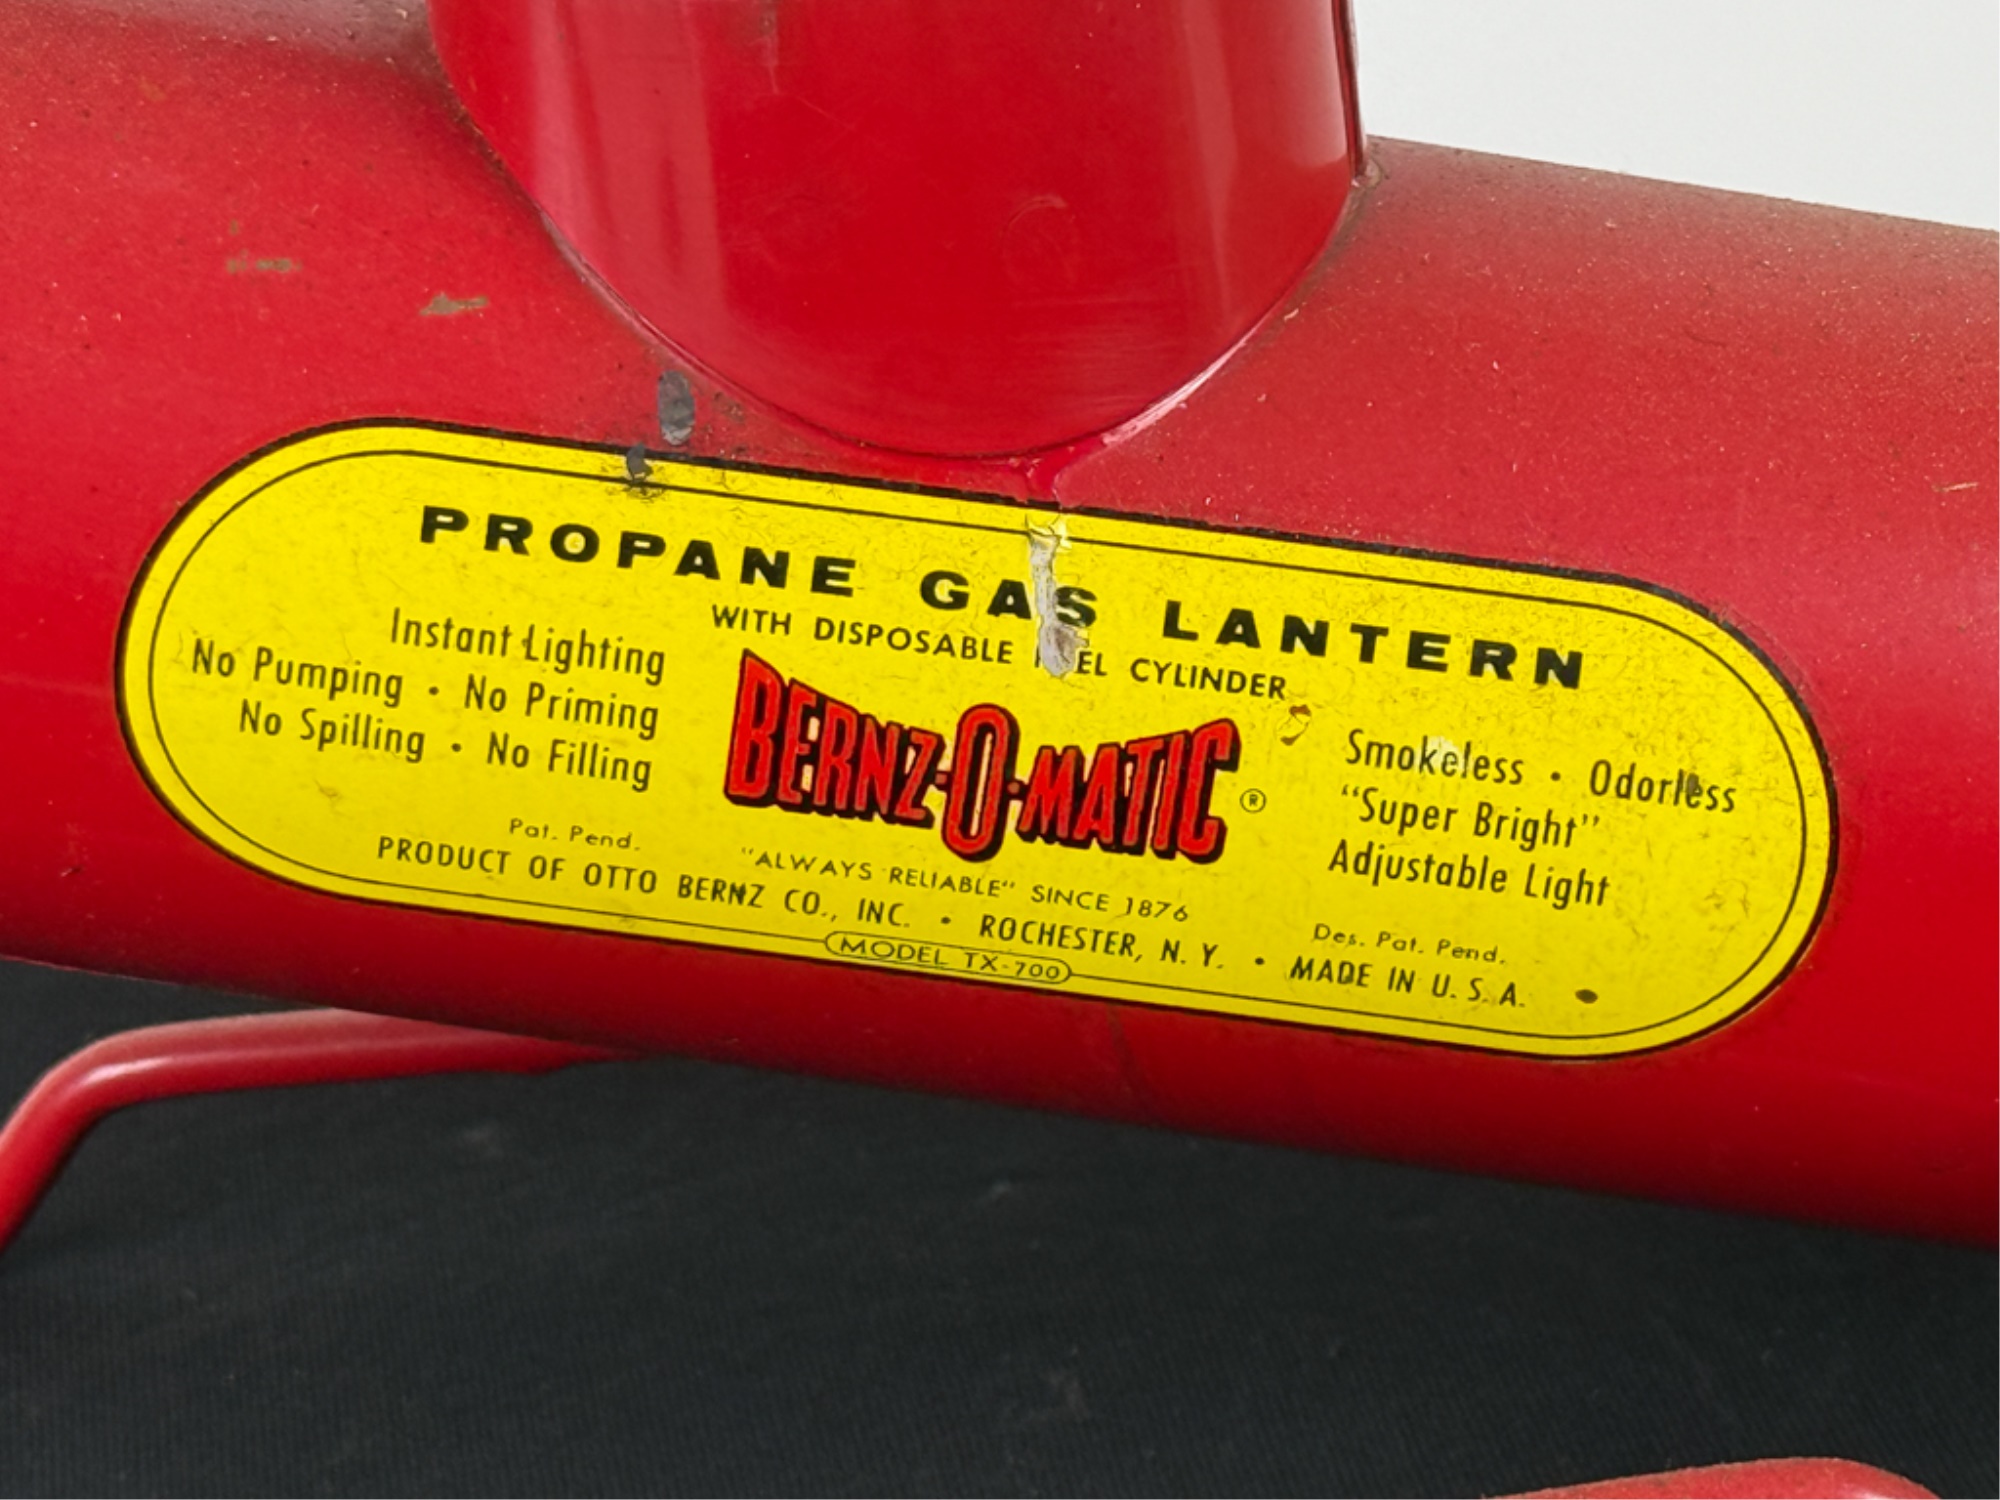 PROPANE GAS LANTERN
WITH DISPOSABLE CYLINDER
Instant Lighting
No Pumping • No Priming
No Spilling • No Filling
BERNZ-O-MATIC®
Smokeless • Odorless
“Super Bright”
Adjustable Light
Pat. Pend.
"ALWAYS RELIABLE" SINCE 1876
Des. Pat. Pend.
PRODUCT OF OTTO BERNZ CO., INC. • ROCHESTER, N. Y. • MADE IN U. S. A.
MODEL TX-700